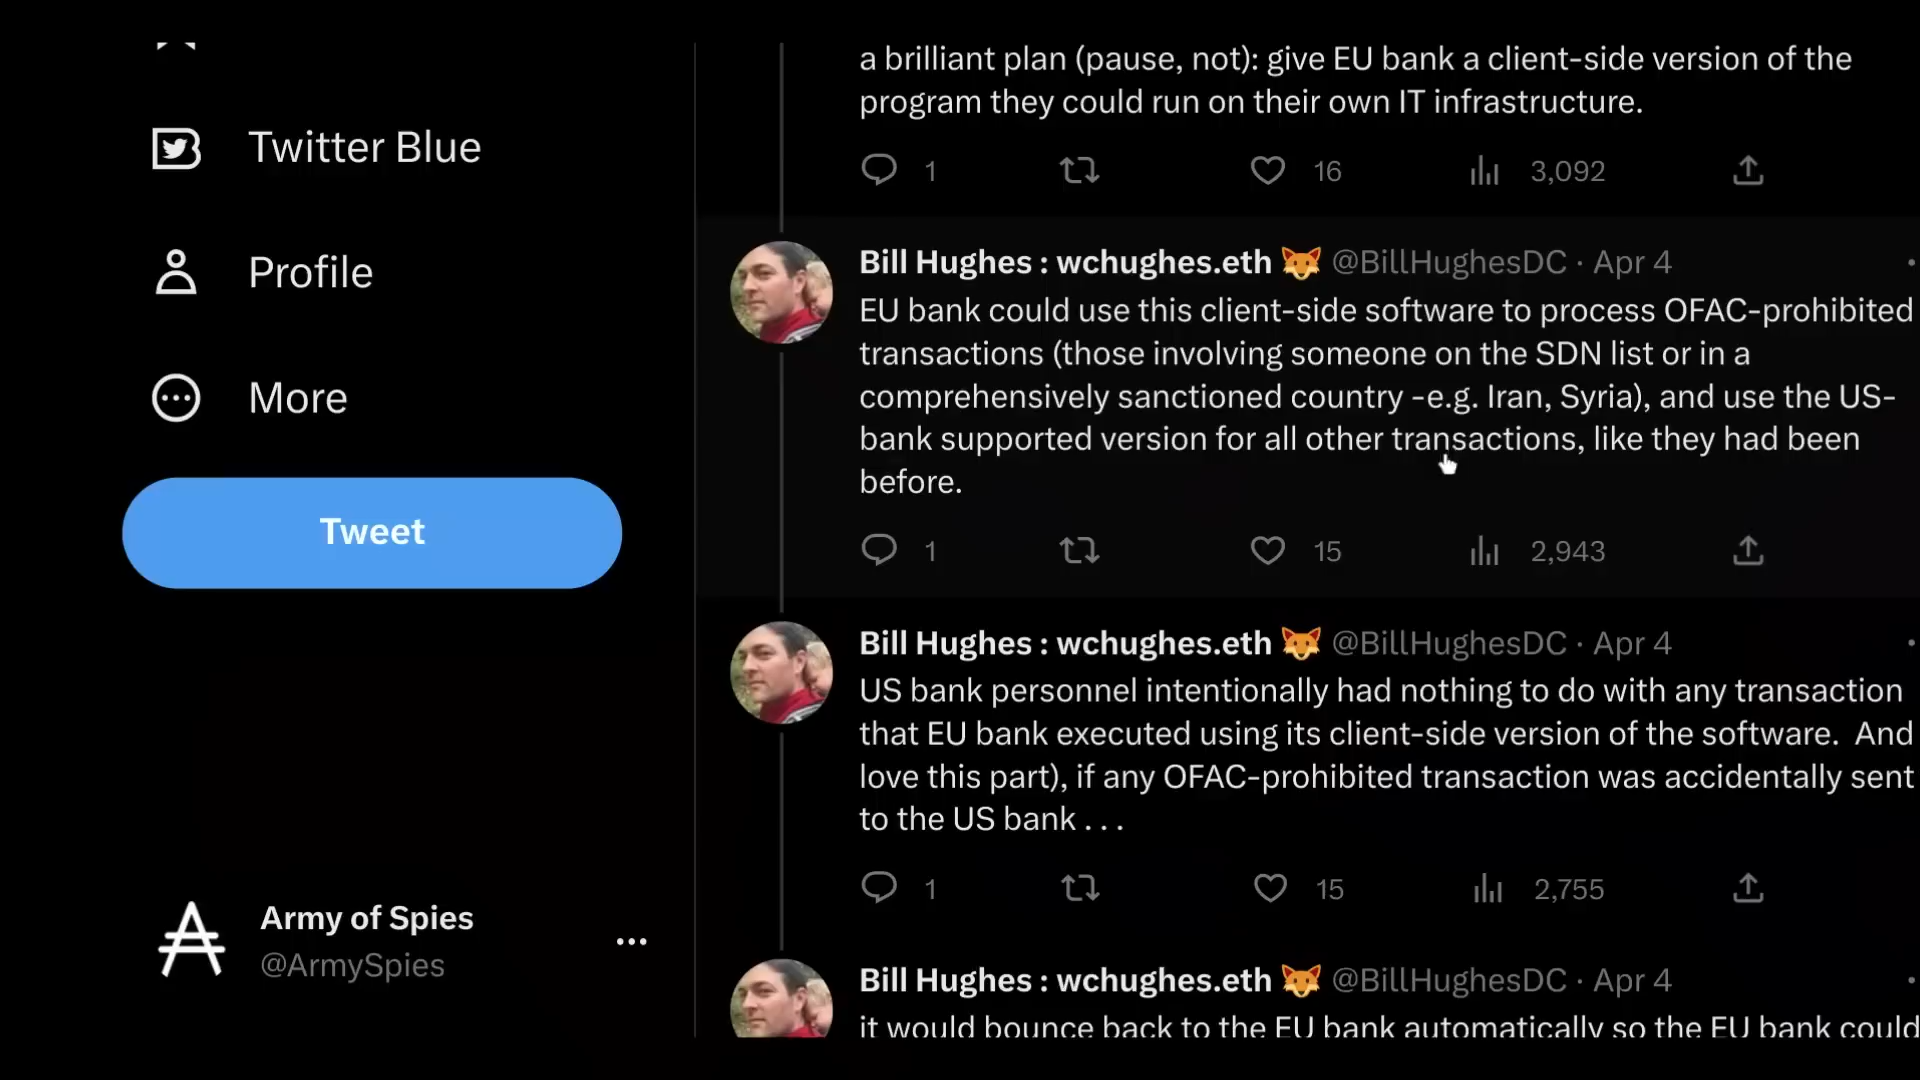 Twitter Blue
Profile
More
Tweet
Army of Spies
@ArmySpies
a brilliant plan (pause, not): give EU bank a client-side version of the
program they could run on their own IT infrastructure.
1 16 3,092
Bill Hughes : wchughes.eth 🦊 @BillHughesDC · Apr 4
EU bank could use this client-side software to process OFAC-prohibited
transactions (those involving someone on the SDN list or in a
comprehensively sanctioned country -e.g. Iran, Syria), and use the US-
bank supported version for all other transactions, like they had been
before.
1 15 2,943
Bill Hughes : wchughes.eth 🦊 @BillHughesDC · Apr 4
US bank personnel intentionally had nothing to do with any transaction
that EU bank executed using its client-side version of the software. And
love this part), if any OFAC-prohibited transaction was accidentally sent
to the US bank . . .
1 15 2,755
Bill Hughes : wchughes.eth 🦊 @BillHughesDC · Apr 4
it would bounce back to the EU bank automatically so the EU bank could